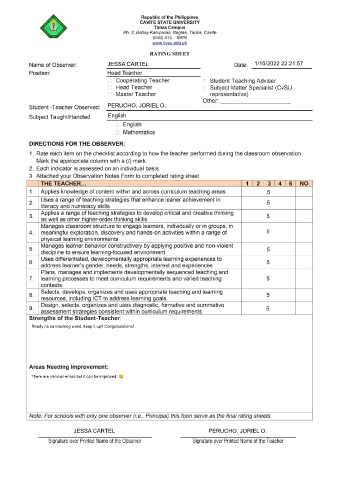 Republic of the Philippines
CAVITE STATE UNIVERSITY
Tanza Campus
Ph. 2, Bahay Katuparan, Bagtas, Tanza, Cavite
(046) 414 - 3979
www.cvsu.edu.ph
RATING SHEET
Name of Observer: JESSA CARTEL Date: 1/10/2022 22:21:57
Position: Head Teacher
Cooperating Teacher Student Teaching Adviser
Head Teacher Subject Matter Specialist (CvSU
Master Teacher representative)
Other:
Student -Teacher Observed: PERUCHO, JORIEL O.
Subject Taught/Handled English
English
Mathematics
DIRECTIONS FOR THE OBSERVER:
1. Rate each item on the checklist according to how the teacher performed during the classroom observation.
Mark the appropriate column with a (/) mark.
2. Each indicator is assessed on an individual basis.
3. Attached your Observation Notes Form to completed rating sheet
THE TEACHER… 1 2 3 4 5 NO
1. Applies knowledge of content within and across curriculum teaching areas 5
2. Uses a range of teaching strategies that enhance leaner achievement in
literacy and numeracy skills 5
3. Applies a range of teaching strategies to develop critical and creative thinking
as well as other higher-order thinking skills 5
4. Manages classroom structure to engage learners, individually or in groups, in
meaningful exploration, discovery and hands-on activities within a range of
physical learning environments 5
5. Manages learner behavior constructively by applying positive and non-violent
discipline to ensure learning-focused environment) 5
6. Uses differentiated, developmentally appropriate learning experiences to
address learner's gender, needs, strengths, interest and experiences 5
7. Plans, manages and implements developmentally sequenced teaching and
learning processes to meet curriculum requirements and varied teaching
contexts 5
8. Selects, develops, organizes and uses appropriate teaching and learning
resources, including ICT to address learning goals 5
9. Design, selects, organizes and uses diagnostic, formative and summative
assessment strategies consistent within curriculum requirements 5
Strengths of the Student-Teacher:
Ready na sa teaching world. Keep it up!! Congratulations!
Areas Needing Improvement:
There are minimal errors but it can be improved. 😊
Note: For schools with only one observer (i.e., Principal) this form serve as the final rating sheets
JESSA CARTEL PERUCHO, JORIEL O.
Signature over Printed Name of the Observer Signature over Printed Name of the Teacher